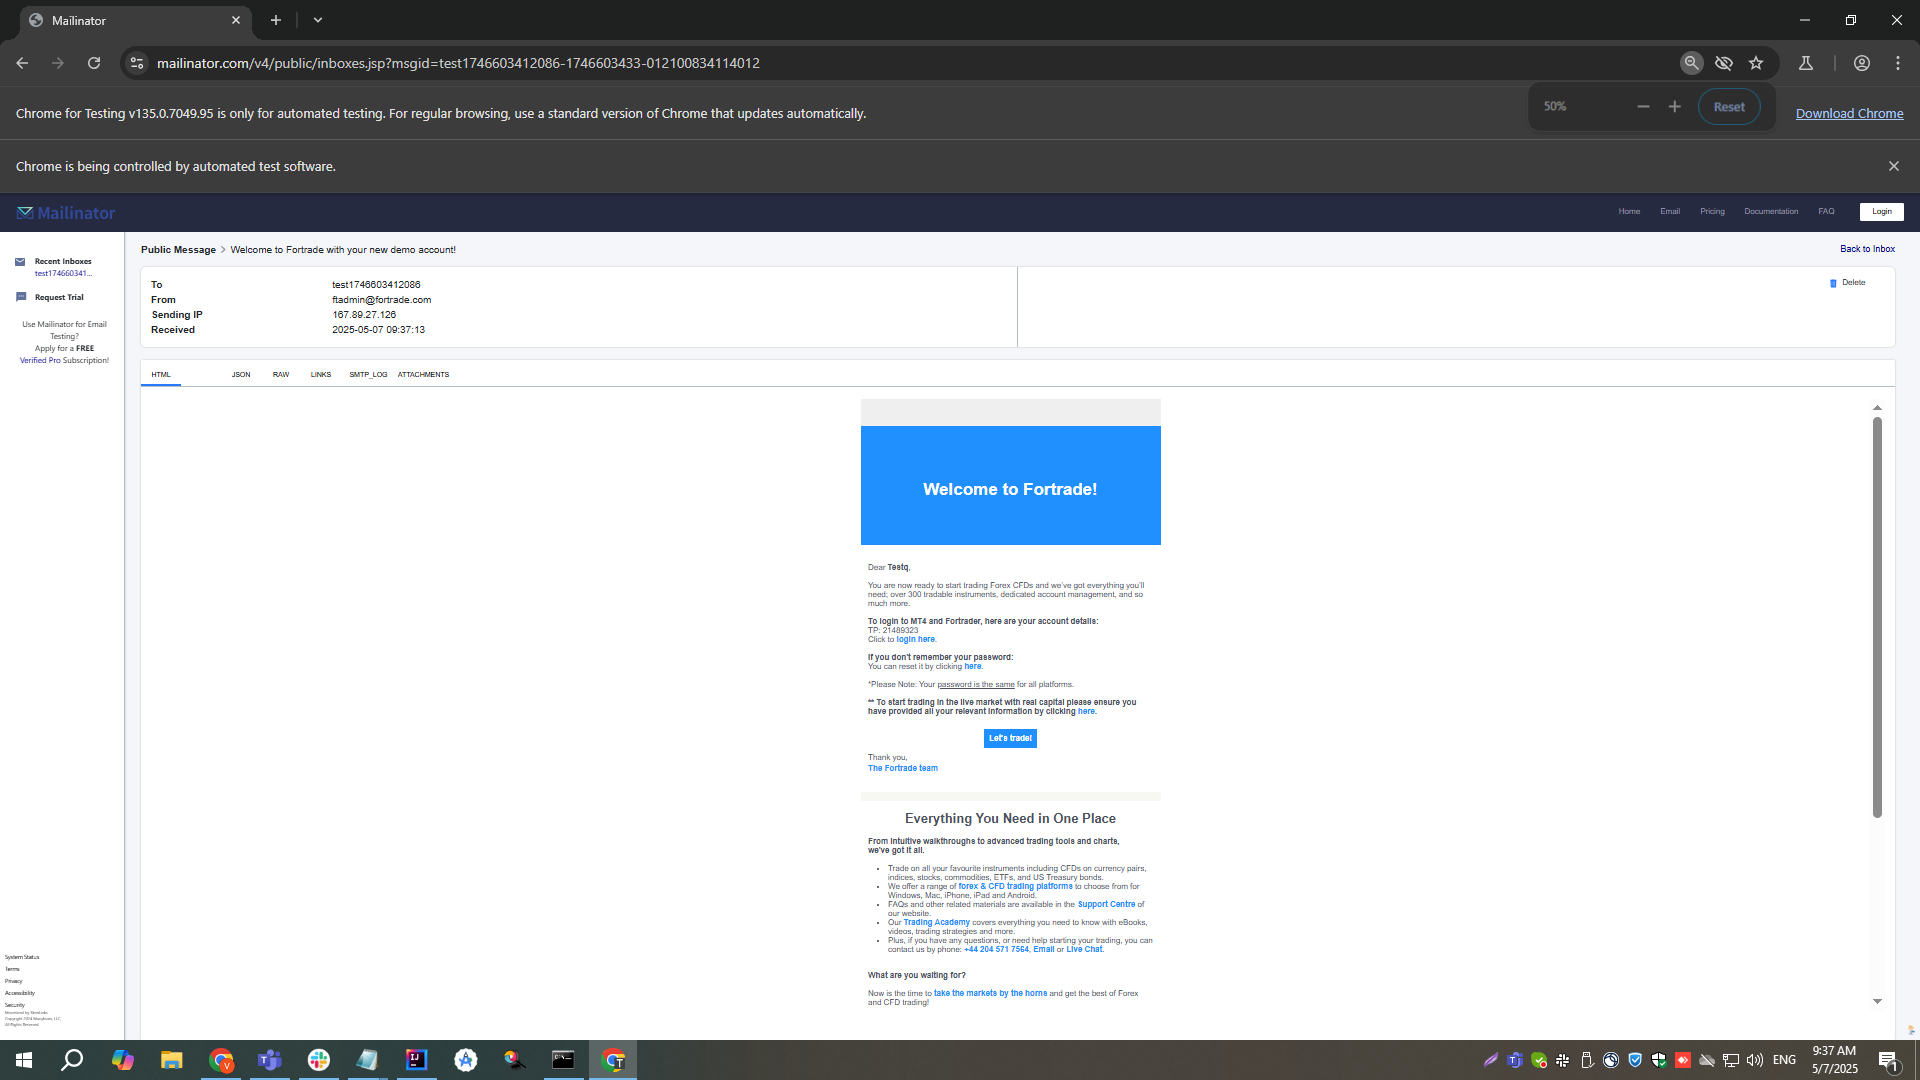 Mailinator
mailinator.com/v4/public/inboxes.jsp?msgid=test1746603412086-1746603433-012100834114012
Chrome for Testing v135.0.7049.95 is only for automated testing. For regular browsing, use a standard version of Chrome that updates automatically.
50%
Reset
Download Chrome
Chrome is being controlled by automated test software.
Mailinator
Home
Email
Pricing
Documentation
FAQ
Login
Recent Inboxes
test174660341...
Request Trial
Use Mailinator for Email
Testing?
Apply for a FREE
Verified Pro Subscription!
Public Message > Welcome to Fortrade with your new demo account!
Back to Inbox
To test1746603412086
From ftadmin@fortrade.com
Sending IP 167.89.27.126
Received 2025-05-07 09:37:13
Delete
HTML
JSON
RAW
LINKS
SMTP_LOG
ATTACHMENTS
Welcome to Fortrade!
Dear Testq,
You are now ready to start trading Forex CFDs and we've got everything you'll
need; over 300 tradable instruments, dedicated account management, and so
much more.
To login to MT4 and Fortrader, here are your account details:
TP: 21489323
Click to login here.
If you don't remember your password:
You can reset it by clicking here.
*Please Note: Your password is the same for all platforms.
** To start trading in the live market with real capital please ensure you
have provided all your relevant information by clicking here.
Let's trade!
Thank you,
The Fortrade team
Everything You Need in One Place
From intuitive walkthroughs to advanced trading tools and charts,
we've got it all.
• Trade on all your favourite instruments including CFDs on currency pairs,
indices, stocks, commodities, ETFs, and US Treasury bonds.
• We offer a range of forex & CFD trading platforms to choose from for
Windows, Mac, iPhone, iPad and Android.
• FAQs and other related materials are available in the Support Centre of
our website.
• Our Trading Academy covers everything you need to know with eBooks,
videos, trading strategies and more.
• Plus, if you have any questions, or need help starting your trading, you can
contact us by phone: +44 204 571 7564, Email or Live Chat.
What are you waiting for?
Now is the time to take the markets by the horns and get the best of Forex
and CFD trading!
System Status
Terms
Privacy
Accessibility
Security
ENG
9:37 AM
5/7/2025
1